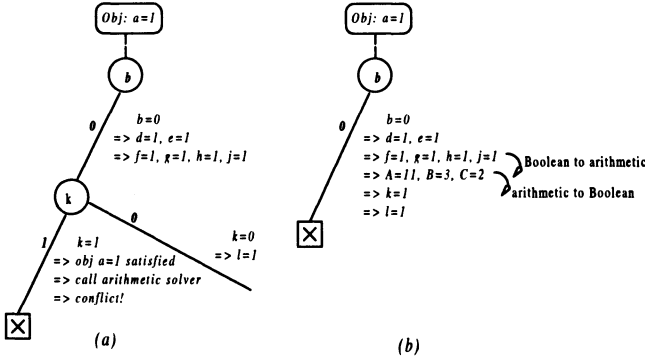 Obj: a=1
b
0
b=0
=> d=1, e=1
=> f=1, g=1, h=1, j=1
k
0
k=0
=> l=1
1
k=1
=> obj a=1 satisfied
=> call arithmetic solver
=> conflict!
(a)
Obj: a=1
b
0
b=0
=> d=1, e=1
=> f=1, g=1, h=1, j=1
Boolean to arithmetic
=> A=11, B=3, C=2
arithmetic to Boolean
=> k=1
=> l=1
(b)